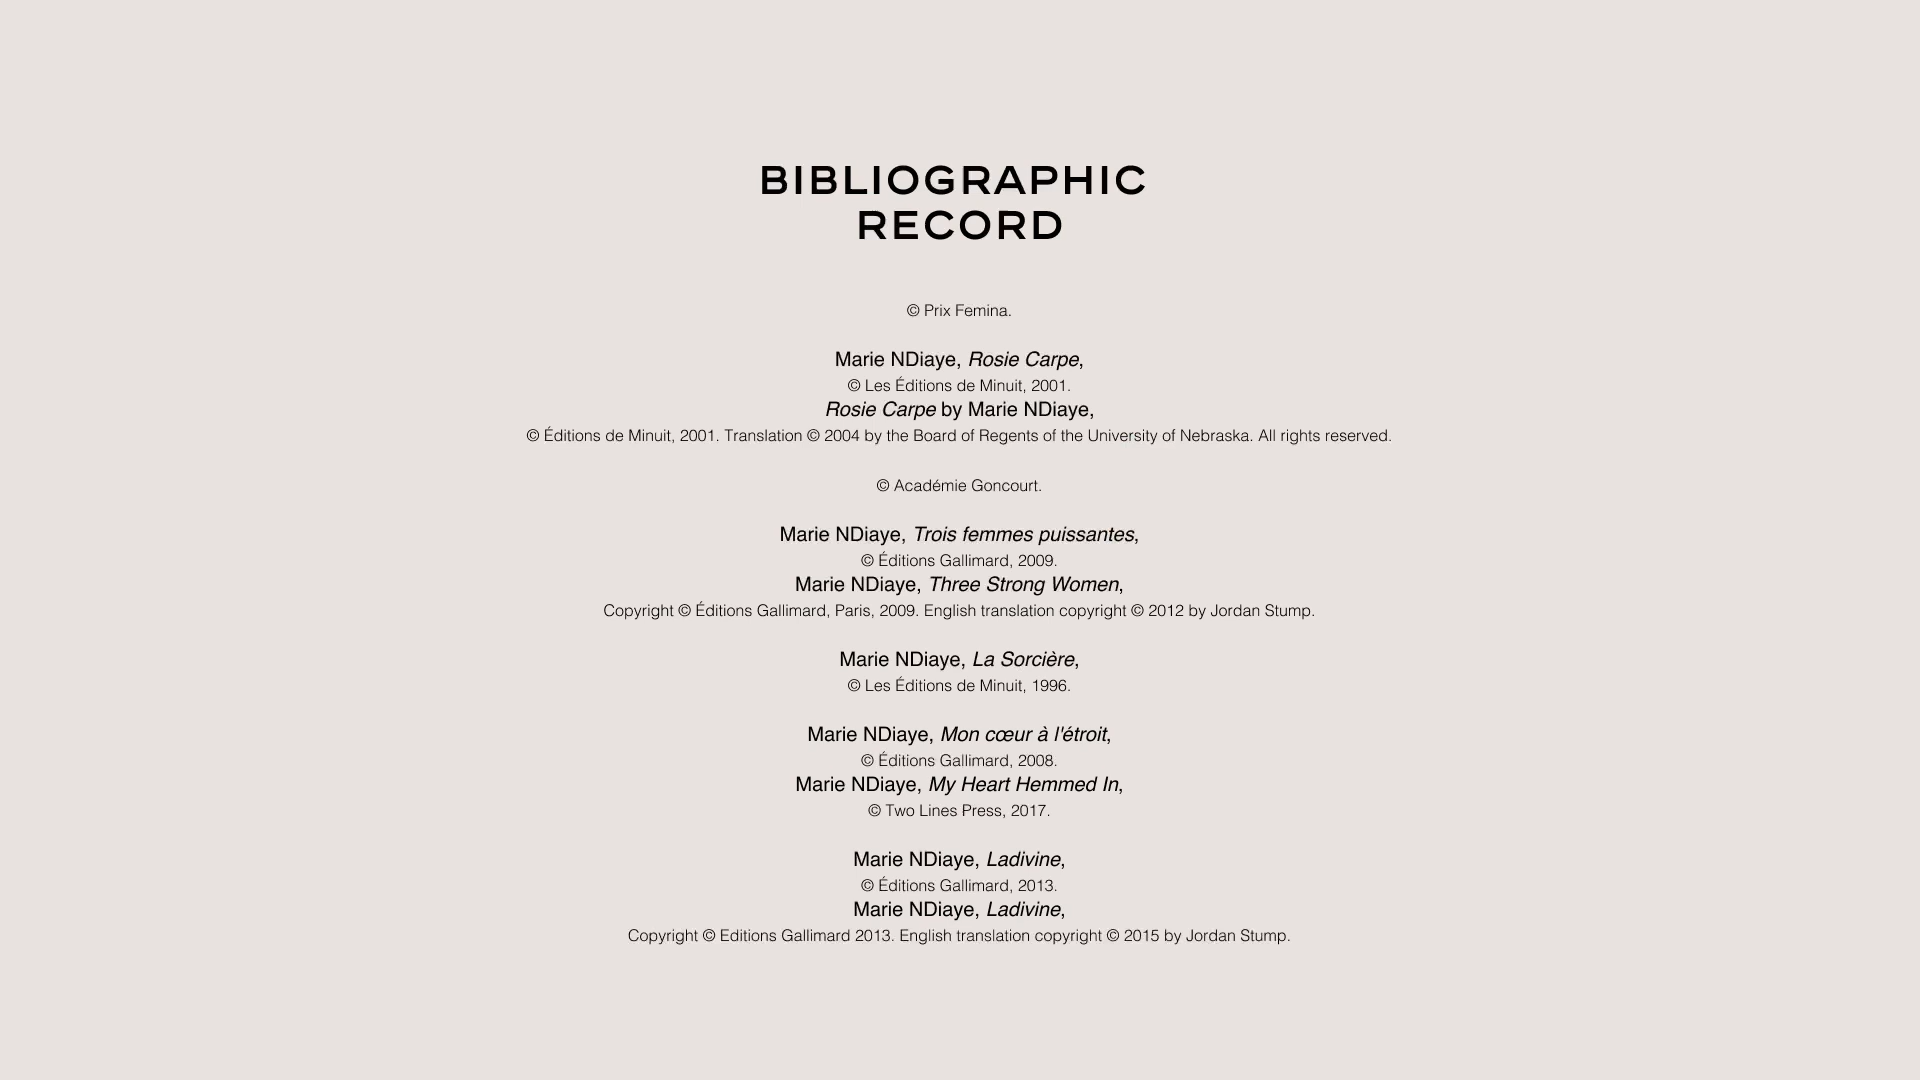 BIBLIOGRAPHIC
RECORD
© Prix Femina.
Marie NDiaye, Rosie Carpe,
© Les Éditions de Minuit, 2001.
Rosie Carpe by Marie NDiaye,
© Éditions de Minuit, 2001. Translation © 2004 by the Board of Regents of the University of Nebraska. All rights reserved.
© Académie Goncourt.
Marie NDiaye, Trois femmes puissantes,
© Éditions Gallimard, 2009.
Marie NDiaye, Three Strong Women,
Copyright © Éditions Gallimard, Paris, 2009. English translation copyright © 2012 by Jordan Stump.
Marie NDiaye, La Sorcière,
© Les Éditions de Minuit, 1996.
Marie NDiaye, Mon cœur à l'étroit,
© Éditions Gallimard, 2008.
Marie NDiaye, My Heart Hemmed In,
© Two Lines Press, 2017.
Marie NDiaye, Ladivine,
© Éditions Gallimard, 2013.
Marie NDiaye, Ladivine,
Copyright © Editions Gallimard 2013. English translation copyright © 2015 by Jordan Stump.